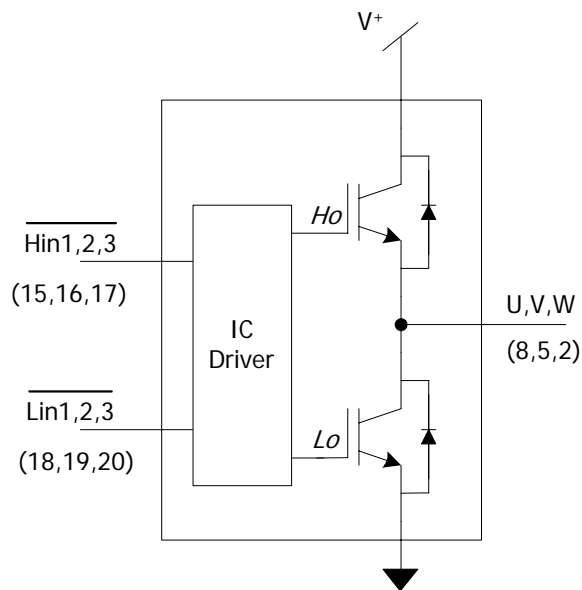 V+
Hin1,2,3
(15,16,17)
Ho
IC
Driver
U,V,W
(8,5,2)
Lin1,2,3
(18,19,20)
Lo